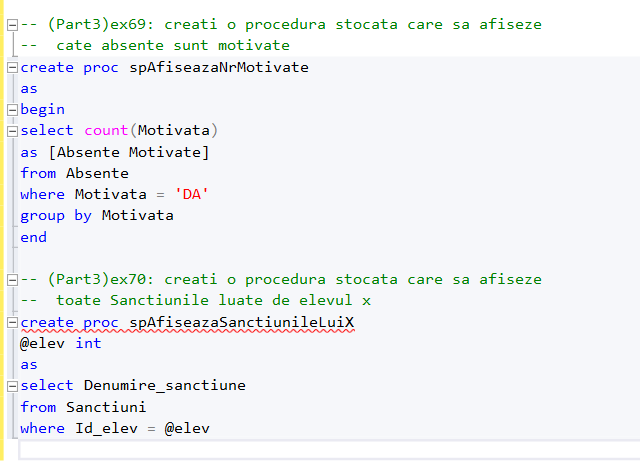 -- (Part3)ex69: creati o procedura stocata care sa afiseze
--  cate absente sunt motivate
create proc spAfiseazaNrMotivate
as
begin
select count(Motivata)
as [Absente Motivate]
from Absente
where Motivata = 'DA'
group by Motivata
end
-- (Part3)ex70: creati o procedura stocata care sa afiseze
--  toate Sanctiunile luate de elevul x
create proc spAfiseazaSanctiunileLuiX
@elev int
as
select Denumire_sanctiune
from Sanctiuni
where Id_elev = @elev